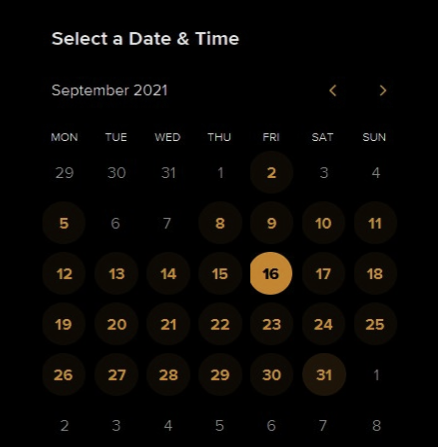 Select a Date & Time
September 2021
MON TUE WED THU FRI SAT SUN
29 30 31 1 2 3 4
5 6 7 8 9 10 11
12 13 14 15 16 17 18
19 20 21 22 23 24 25
26 27 28 29 30 31 1
2 3 4 5 6 7 8